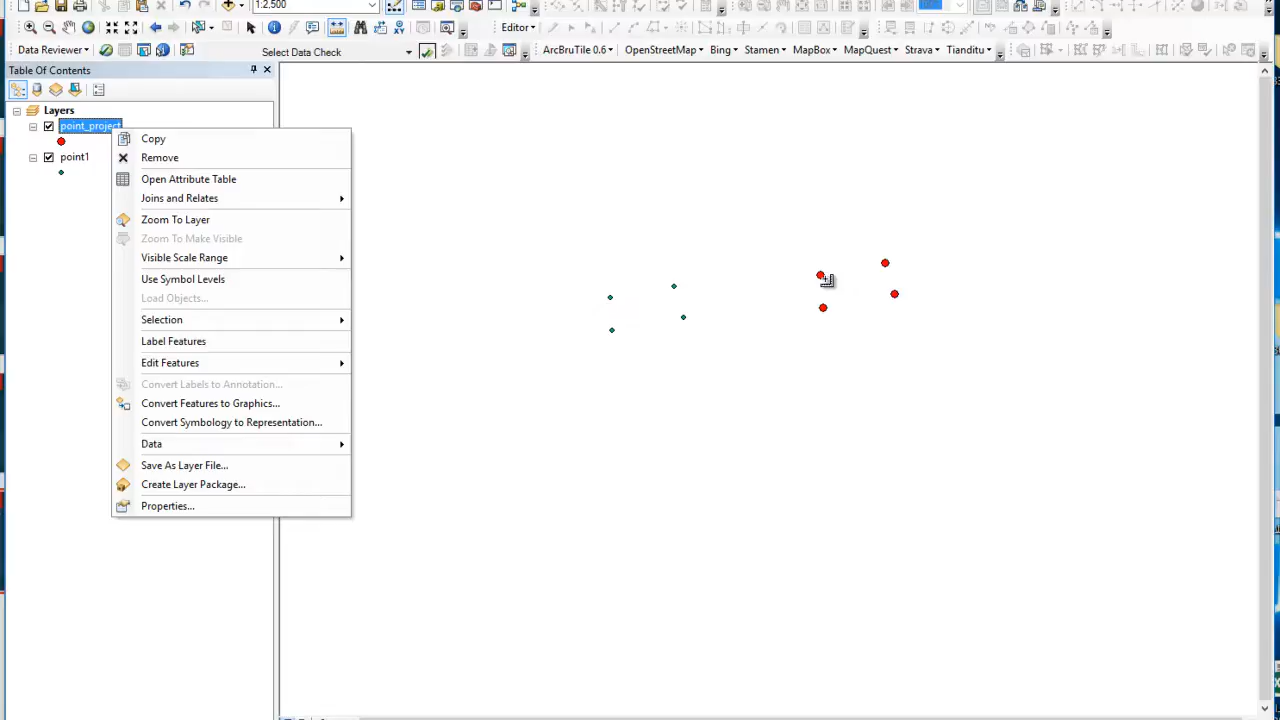 1:2.500
Editor
Data Reviewer
Select Data Check
ArcBruTile 0.6
OpenStreetMap
Bing
Stamen
MapBox
MapQuest
Strava
Tianditu
Table Of Contents
Layers
point_project
point1
Copy
Remove
Open Attribute Table
Joins and Relates
Zoom To Layer
Zoom To Make Visible
Visible Scale Range
Use Symbol Levels
Load Objects...
Selection
Label Features
Edit Features
Convert Labels to Annotation...
Convert Features to Graphics...
Convert Symbology to Representation...
Data
Save As Layer File...
Create Layer Package...
Properties...